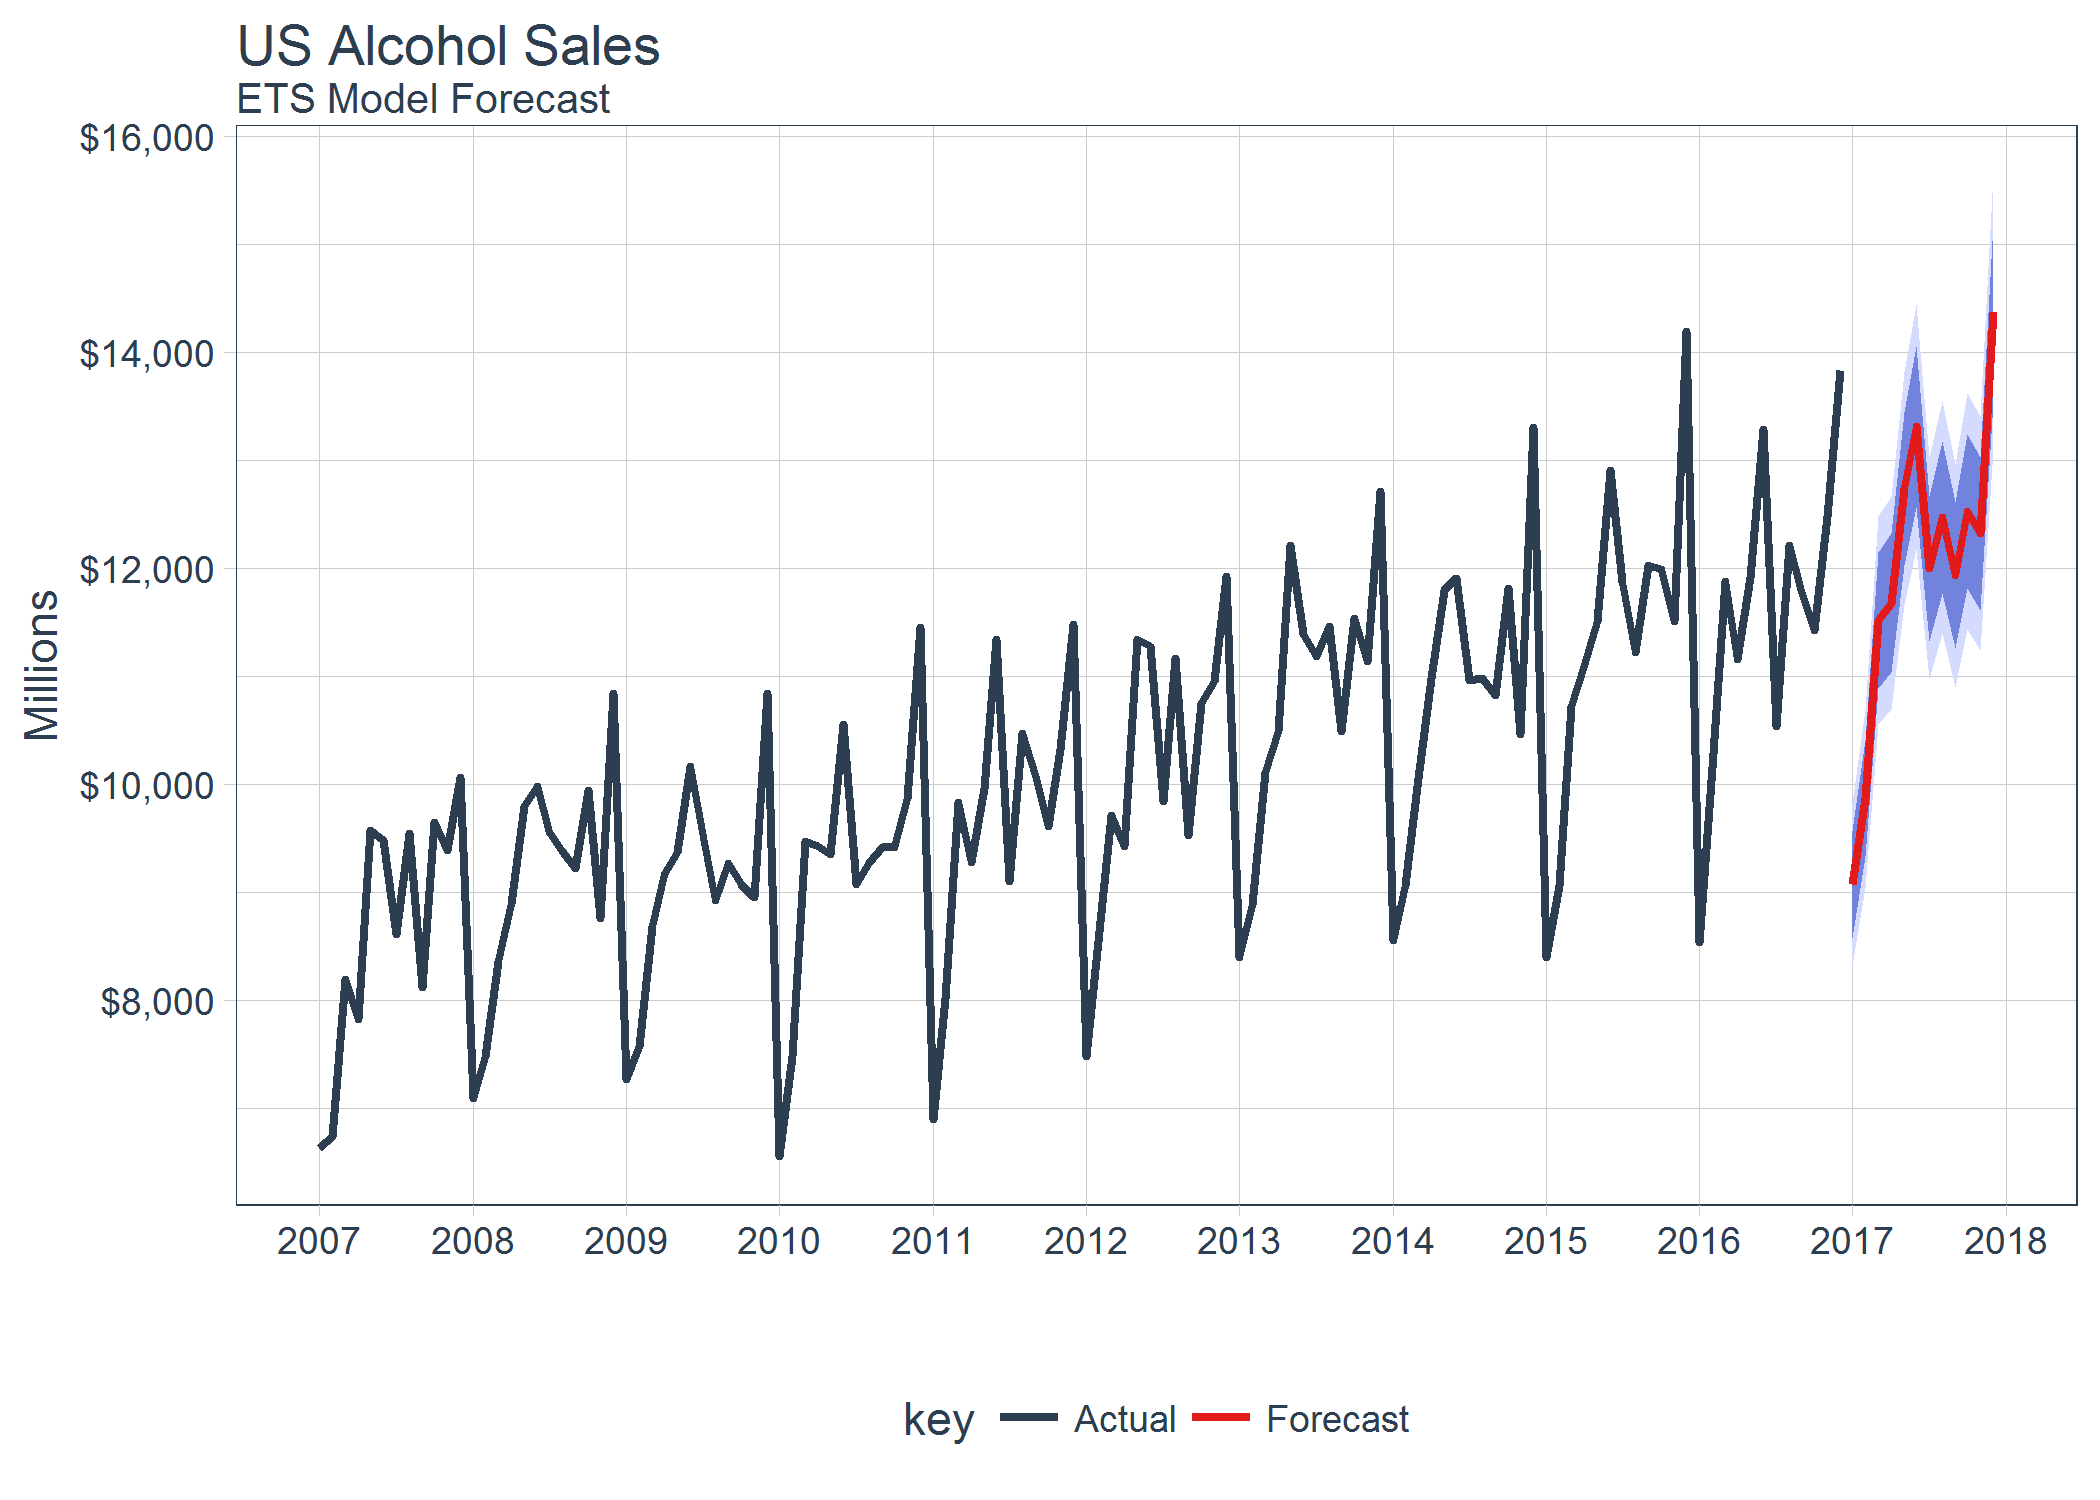 US Alcohol Sales
ETS Model Forecast
$16,000
$14,000
$12,000
$10,000
$8,000
Millions
2007 2008 2009 2010 2011 2012 2013 2014 2015 2016 2017 2018
key Actual Forecast